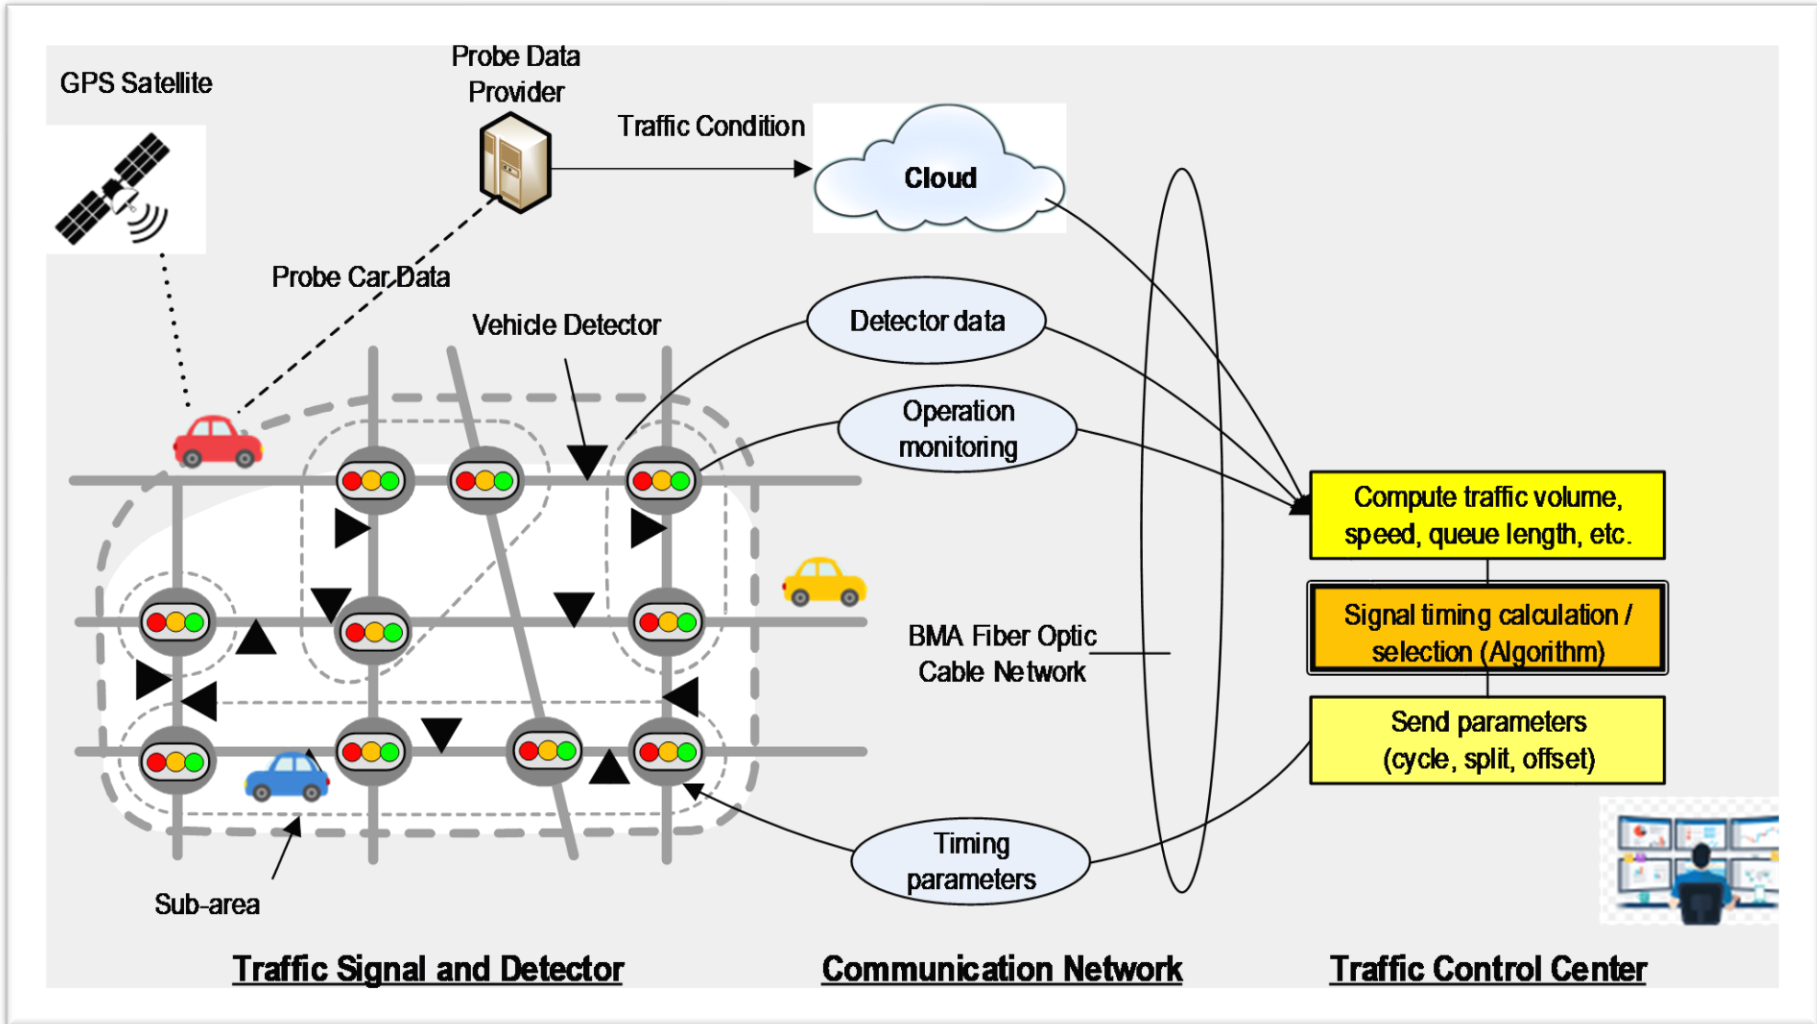 GPS Satellite
Probe Data
Provider
Traffic Condition
Cloud
Probe Car Data
Vehicle Detector
Detector data
Operation
monitoring
Compute traffic volume,
speed, queue length, etc.
Signal timing calculation /
selection (Algorithm)
BMA Fiber Optic
Cable Network
Send parameters
(cycle, split, offset)
Timing
parameters
Sub-area
Traffic Signal and Detector
Communication Network
Traffic Control Center